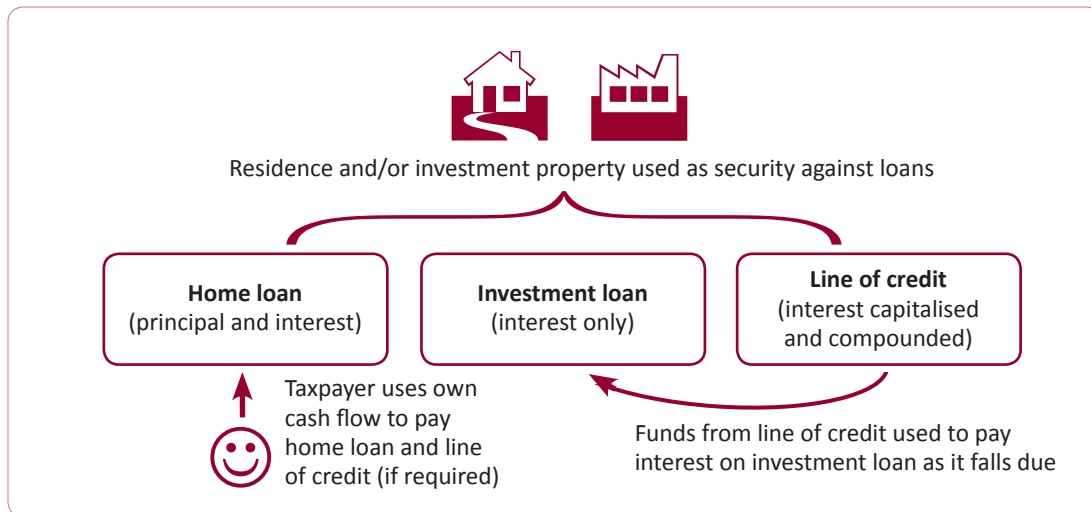 Residence and/or investment property used as security against loans
Home loan
(principal and interest)
Investment loan
(interest only)
Line of credit
(interest capitalised
and compounded)
Taxpayer uses own
cash flow to pay
home loan and line
of credit (if required)
Funds from line of credit used to pay
interest on investment loan as it falls due